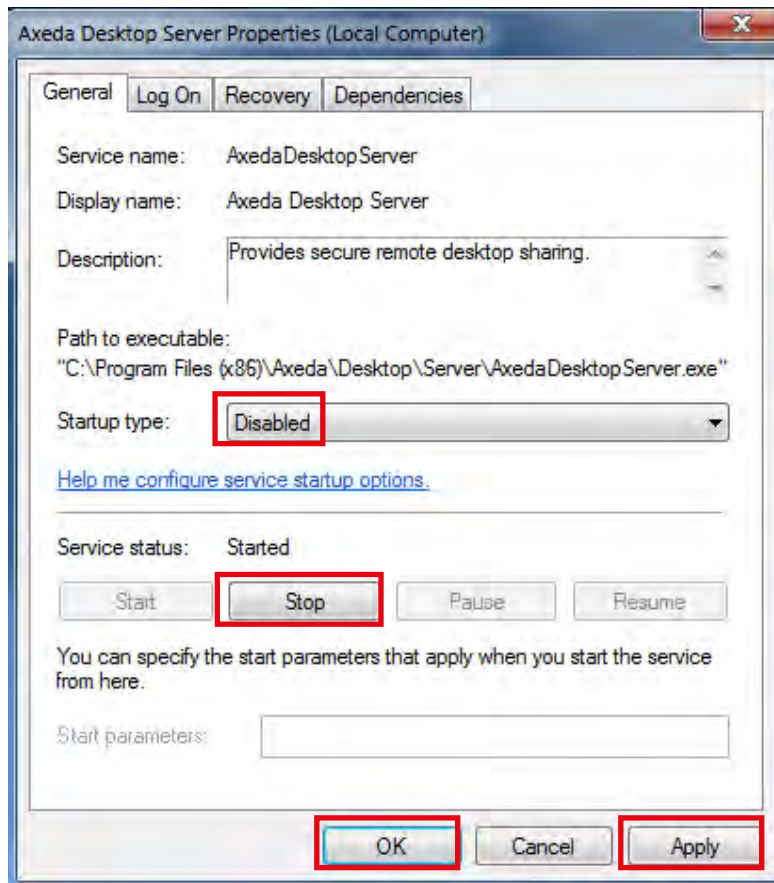 Axeda Desktop Server Properties (Local Computer)
General Log On Recovery Dependencies
Service name: AxedaDesktopServer
Display name: Axeda Desktop Server
Description: Provides secure remote desktop sharing.
Path to executable:
"C:\Program Files (x86)\Axeda\Desktop\Server\AxedaDesktopServer.exe"
Startup type: Disabled
Help me configure service startup options.
Service status: Started
Start Stop Pause Resume
You can specify the start parameters that apply when you start the service
from here.
Start parameters:
OK Cancel Apply